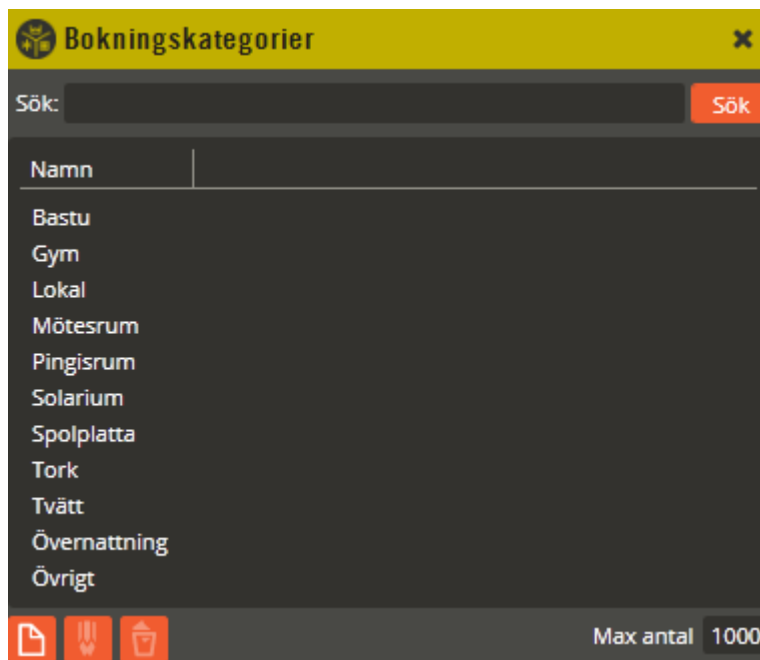 Bokningskategorier
Sök: Sök
Namn
Bastu
Gym
Lokal
Mötesrum
Pingisrum
Solarium
Spolplatta
Tork
Tvätt
Övernattning
Övrigt
Max antal 1000